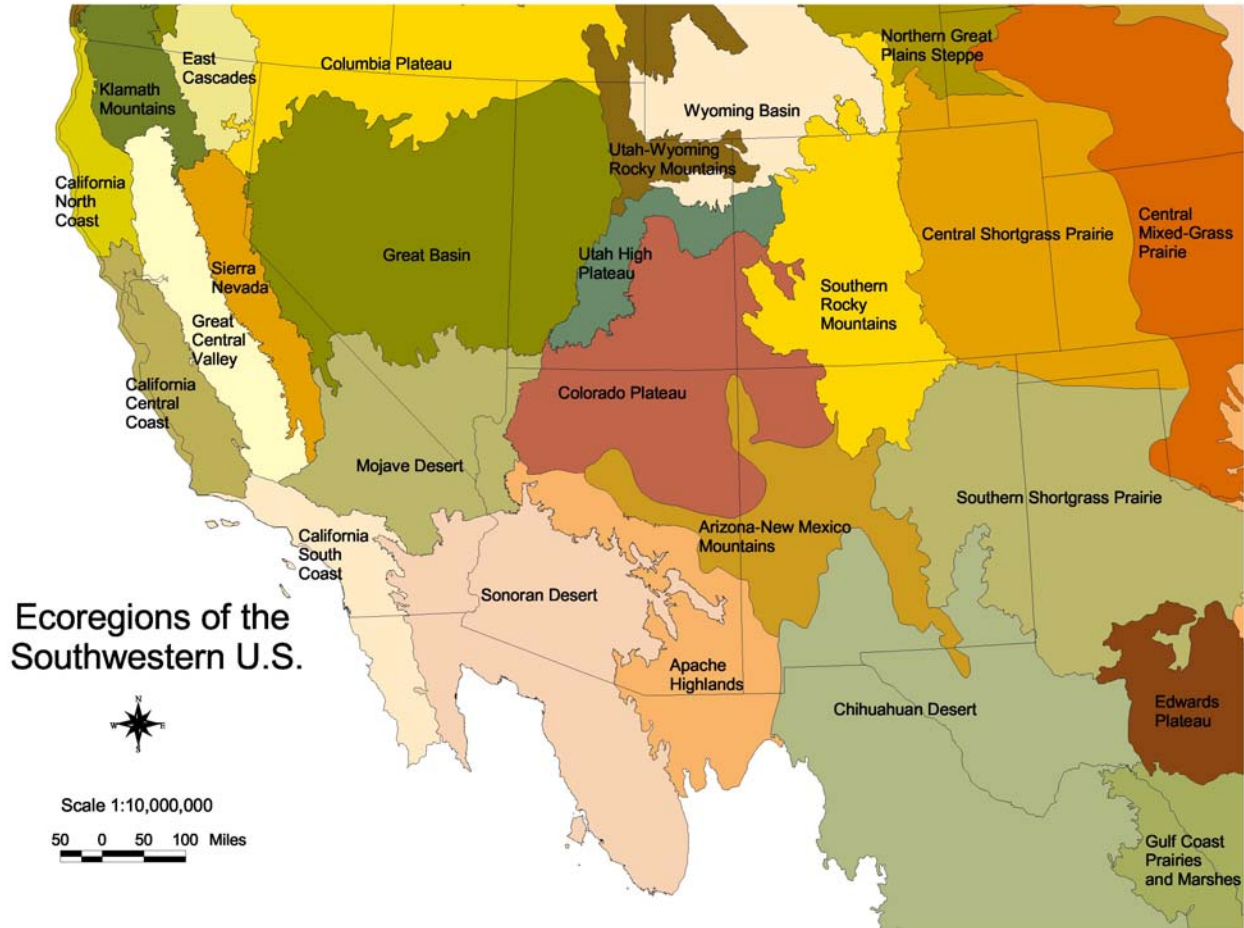 Northern Great
Plains Steppe
East
Cascades
Columbia Plateau
Klamath
Mountains
Wyoming Basin
Utah-Wyoming
Rocky Mountains
California
North
Coast
Central
Mixed-Grass
Prairie
Central Shortgrass Prairie
Great Basin
Utah High
Plateau
Sierra
Nevada
Southern
Rocky
Mountains
Great
Central
Valley
California
Central
Coast
Colorado Plateau
Mojave Desert
Southern Shortgrass Prairie
California
South
Coast
Arizona-New Mexico
Mountains
Sonoran Desert
Ecoregions of the
Southwestern U.S.
Apache
Highlands
Chihuahuan Desert
Edwards
Plateau
N
W
E
S
Scale 1:10,000,000
50 0 50 100 Miles
Gulf Coast
Prairies
and Marshes